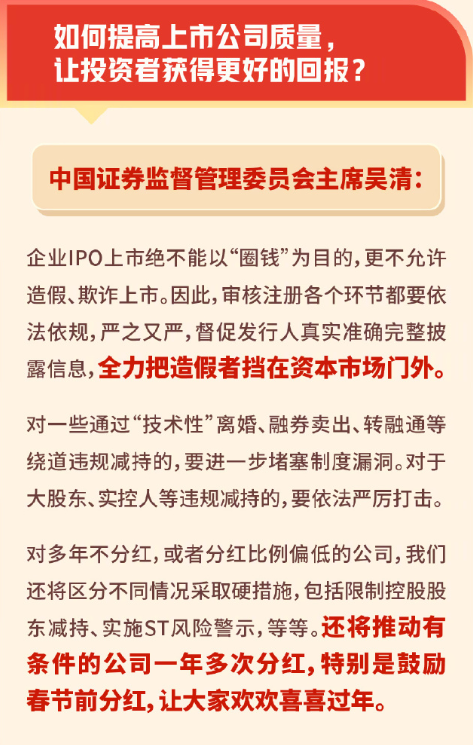 如何提高上市公司质量，
让投资者获得更好的回报？
中国证券监督管理委员会主席吴清：
企业IPO上市绝不能以“圈钱”为目的，更不允许
造假、欺诈上市。因此，审核注册各个环节都要依
法依规，严之又严，督促发行人真实准确完整披
露信息，全力把造假者挡在资本市场门外。
对一些通过“技术性”离婚、融券卖出、转融通等
绕道违规减持的，要进一步堵塞制度漏洞。对于
大股东、实控人等违规减持的，要依法严厉打击。
对多年不分红，或者分红比例偏低的公司，我们
还将区分不同情况采取硬措施，包括限制控股股
东减持、实施ST风险警示，等等。还将推动有
条件的公司一年多次分红，特别是鼓励
春节前分红，让大家欢欢喜喜过年。